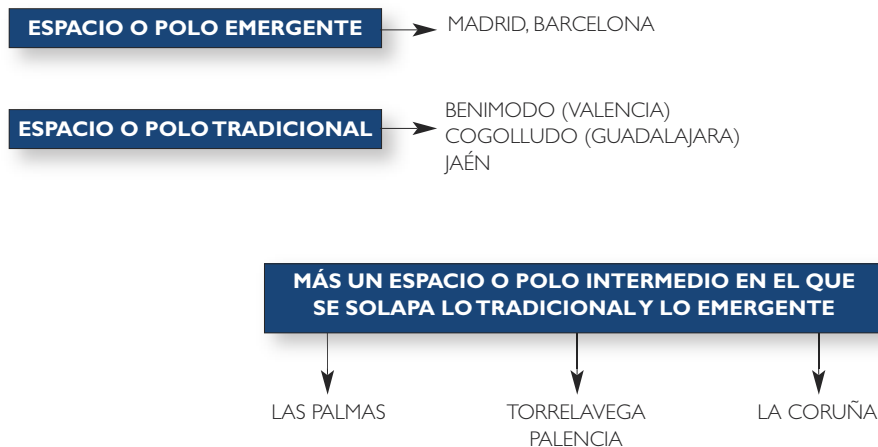 ESPACIO O POLO EMERGENTE
MADRID, BARCELONA
ESPACIO O POLO TRADICIONAL
BENIMODO (VALENCIA)
COGOLLUDO (GUADALAJARA)
JAÉN
MÁS UN ESPACIO O POLO INTERMEDIO EN EL QUE
SE SOLAPA LO TRADICIONAL Y LO EMERGENTE
LAS PALMAS
TORRELAVEGA
PALENCIA
LA CORUÑA